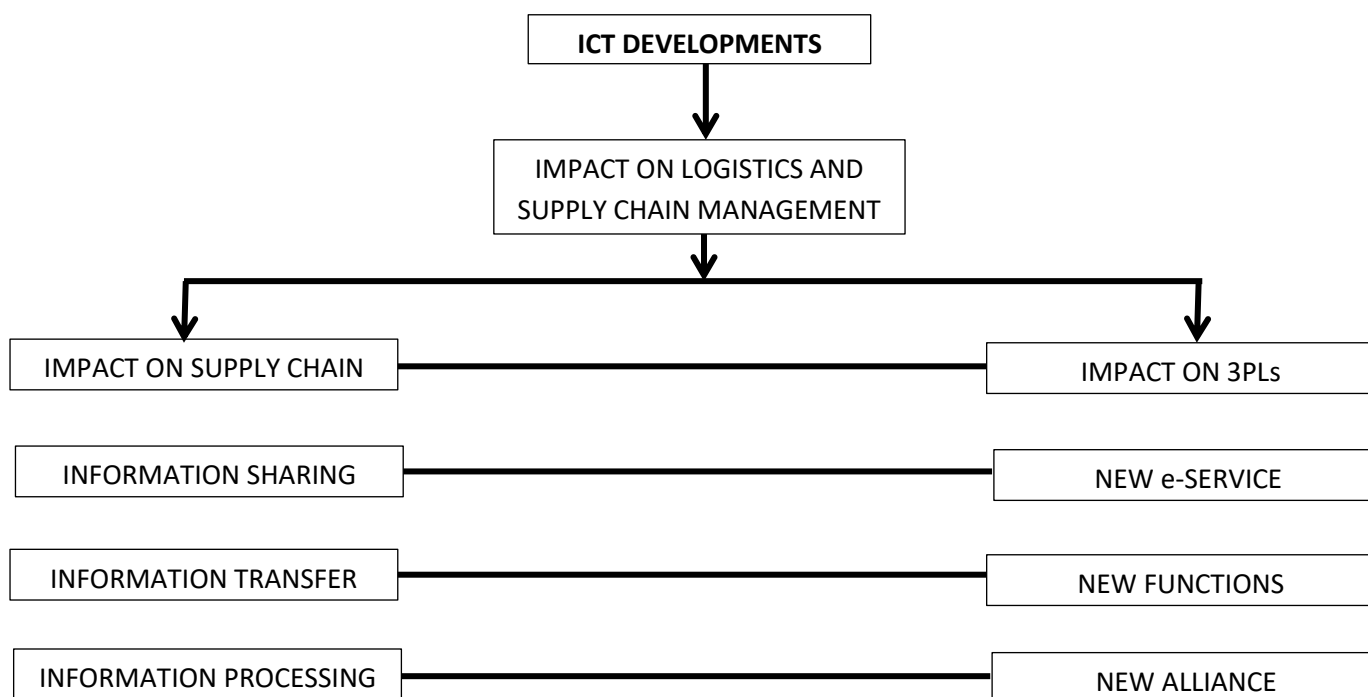 ICT DEVELOPMENTS
IMPACT ON LOGISTICS AND
SUPPLY CHAIN MANAGEMENT
IMPACT ON SUPPLY CHAIN
IMPACT ON 3PLs
INFORMATION SHARING
NEW e-SERVICE
INFORMATION TRANSFER
NEW FUNCTIONS
INFORMATION PROCESSING
NEW ALLIANCE